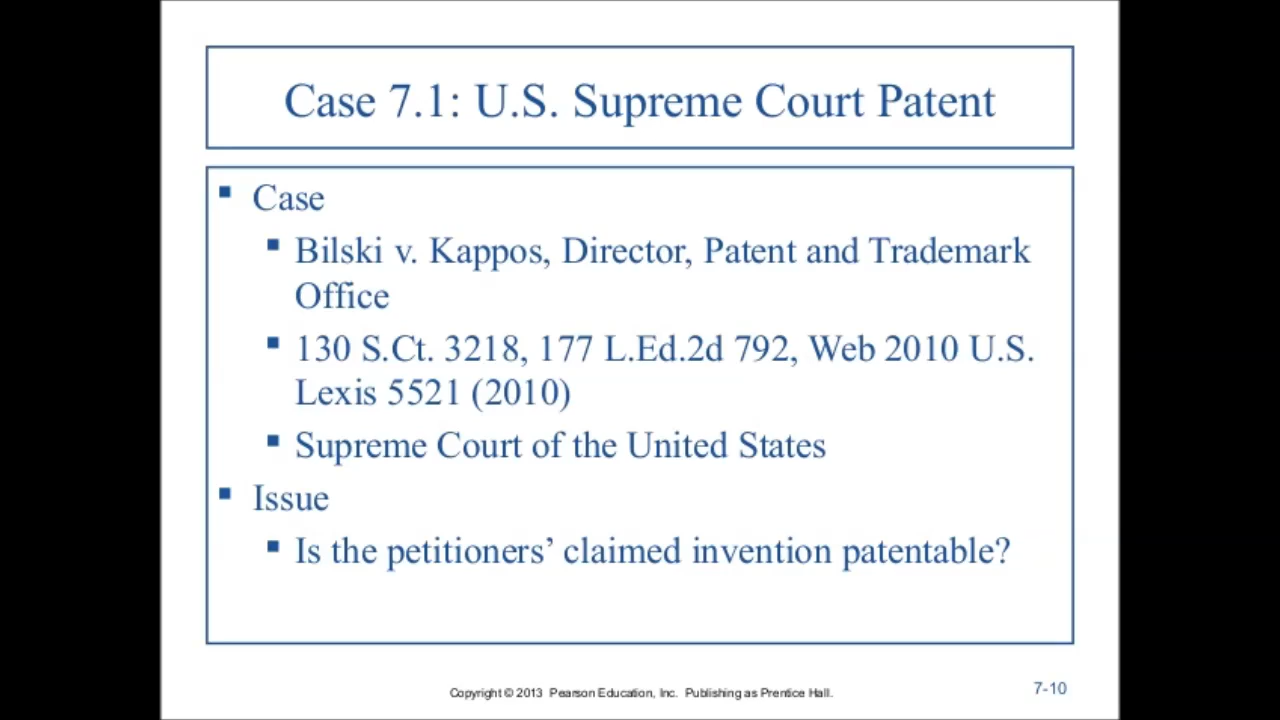 Case 7.1: U.S. Supreme Court Patent
Case
Bilski v. Kappos, Director, Patent and Trademark
Office
130 S.Ct. 3218, 177 L.Ed.2d 792, Web 2010 U.S.
Lexis 5521 (2010)
Supreme Court of the United States
Issue
Is the petitioners’ claimed invention patentable?
Copyright © 2013 Pearson Education, Inc. Publishing as Prentice Hall.
7-10